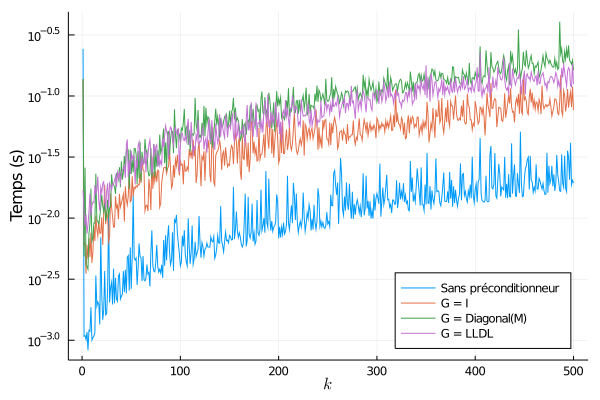 10^−0.5
10^−1.0
10^−1.5
10^−2.0
10^−2.5
10^−3.0
Temps (s)
0 100 200 300 400 500
k
Sans préconditionneur
G = I
G = Diagonal(M)
G = LLDL